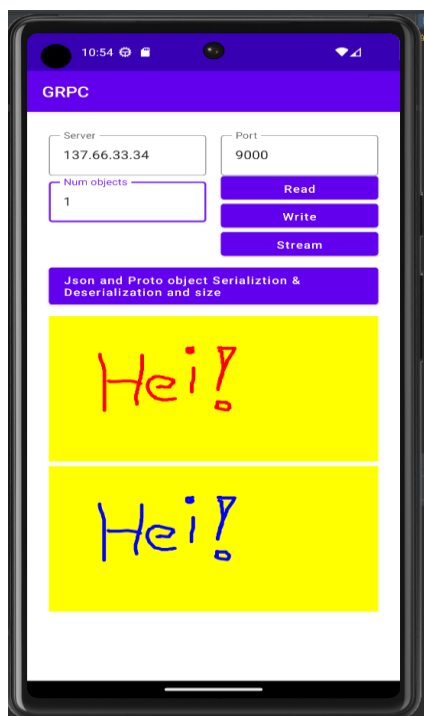 10:54
GRPC
Server
Port
137.66.33.34
9000
Num objects
1
Read
Write
Stream
Json and Proto object Serializtion &
Deserialization and size
Hei!
Hei!